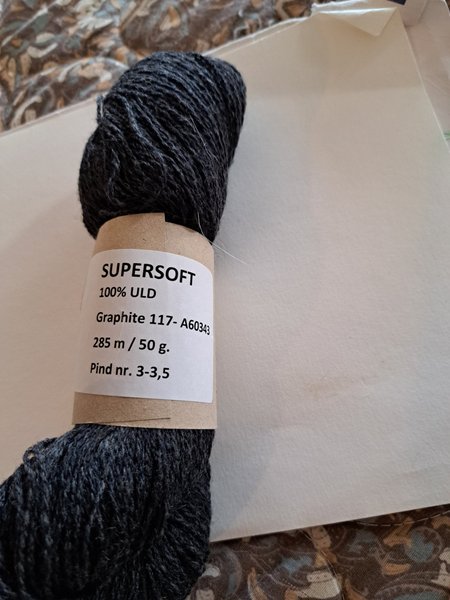 SUPERSOFT
100% ULD
Graphite 117- A60343
285 m / 50 g.
Pind nr. 3-3,5